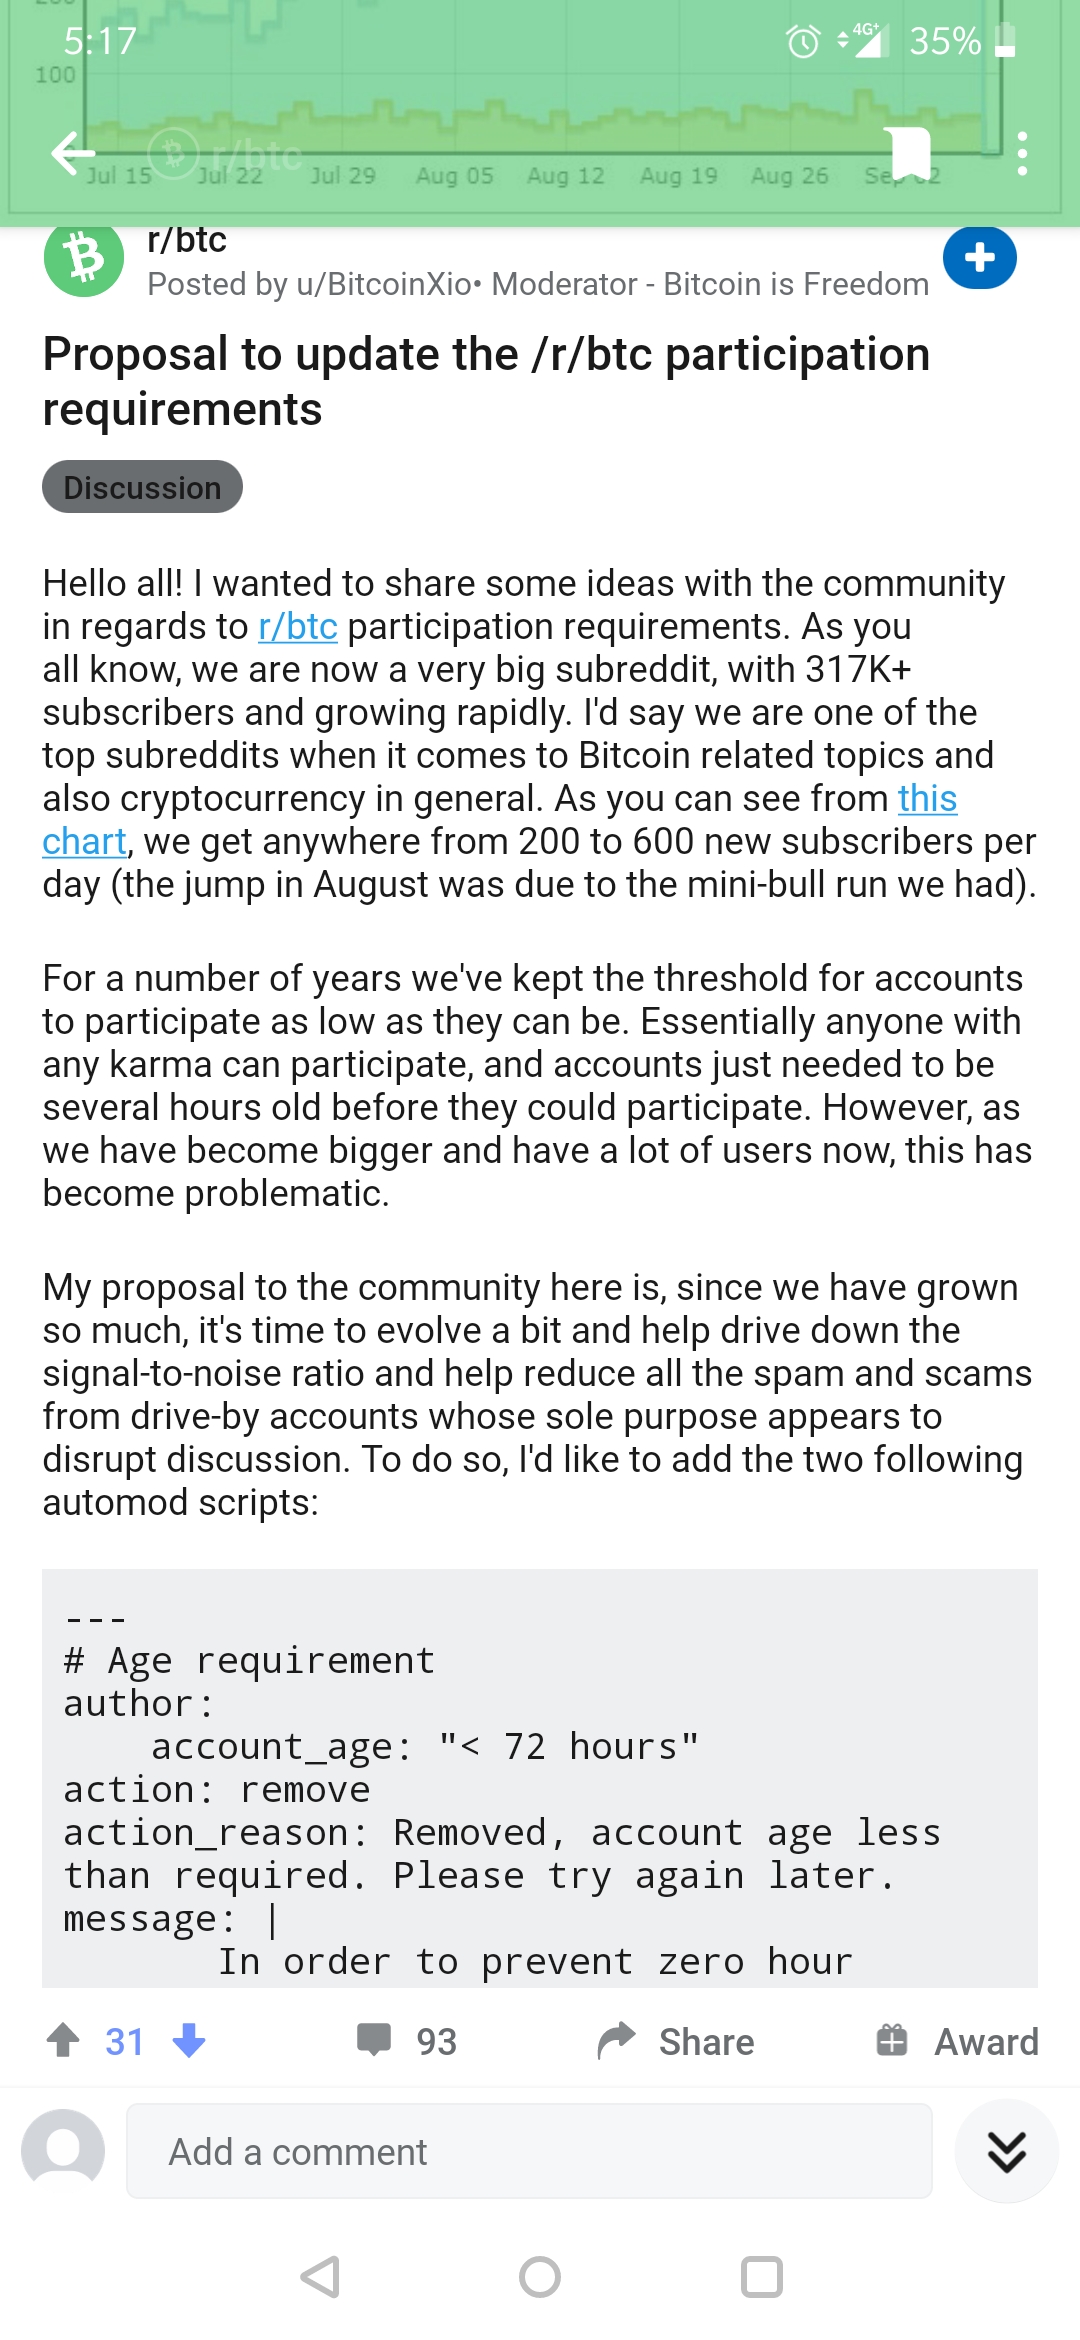 5:17
4G+
35%
100
r/btc
Jul 15 Jul 22 Jul 29 Aug 05 Aug 12 Aug 19 Aug 26 Sep 02
r/btc
Posted by u/BitcoinXio• Moderator - Bitcoin is Freedom
Proposal to update the /r/btc participation
requirements
Discussion
Hello all! I wanted to share some ideas with the community
in regards to r/btc participation requirements. As you
all know, we are now a very big subreddit, with 317K+
subscribers and growing rapidly. I'd say we are one of the
top subreddits when it comes to Bitcoin related topics and
also cryptocurrency in general. As you can see from this
chart, we get anywhere from 200 to 600 new subscribers per
day (the jump in August was due to the mini-bull run we had).
For a number of years we've kept the threshold for accounts
to participate as low as they can be. Essentially anyone with
any karma can participate, and accounts just needed to be
several hours old before they could participate. However, as
we have become bigger and have a lot of users now, this has
become problematic.
My proposal to the community here is, since we have grown
so much, it's time to evolve a bit and help drive down the
signal-to-noise ratio and help reduce all the spam and scams
from drive-by accounts whose sole purpose appears to
disrupt discussion. To do so, I'd like to add the two following
automod scripts:
---
# Age requirement
author:
account_age: "< 72 hours"
action: remove
action_reason: Removed, account age less
than required. Please try again later.
message: |
In order to prevent zero hour
31
93
Share
Award
Add a comment